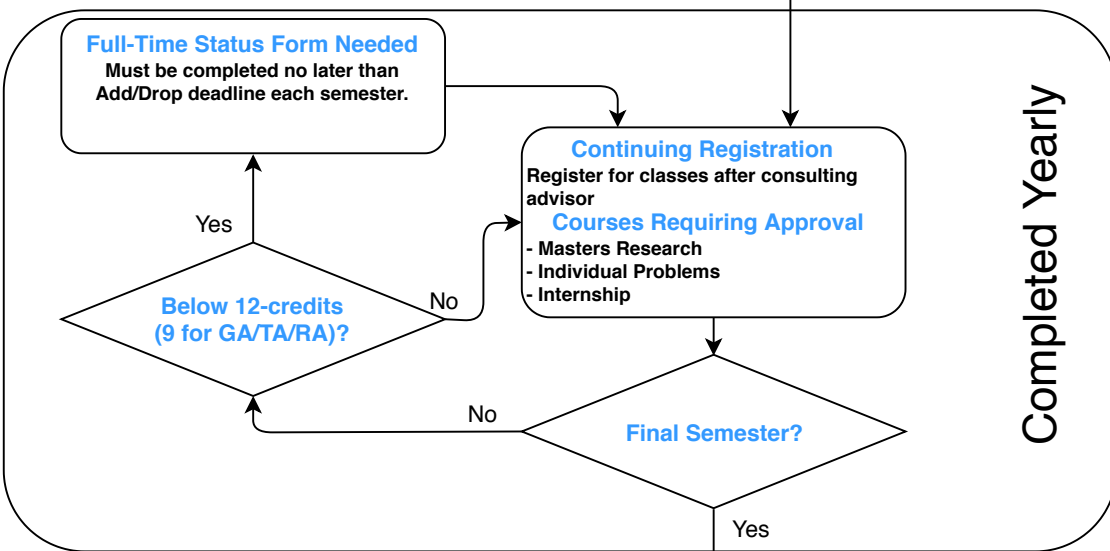 Full-Time Status Form Needed
Must be completed no later than
Add/Drop deadline each semester.
Continuing Registration
Register for classes after consulting
advisor
Courses Requiring Approval
- Masters Research
- Individual Problems
- Internship
Yes
Below 12-credits
(9 for GA/TA/RA)?
No
No
Final Semester?
Yes
Completed Yearly